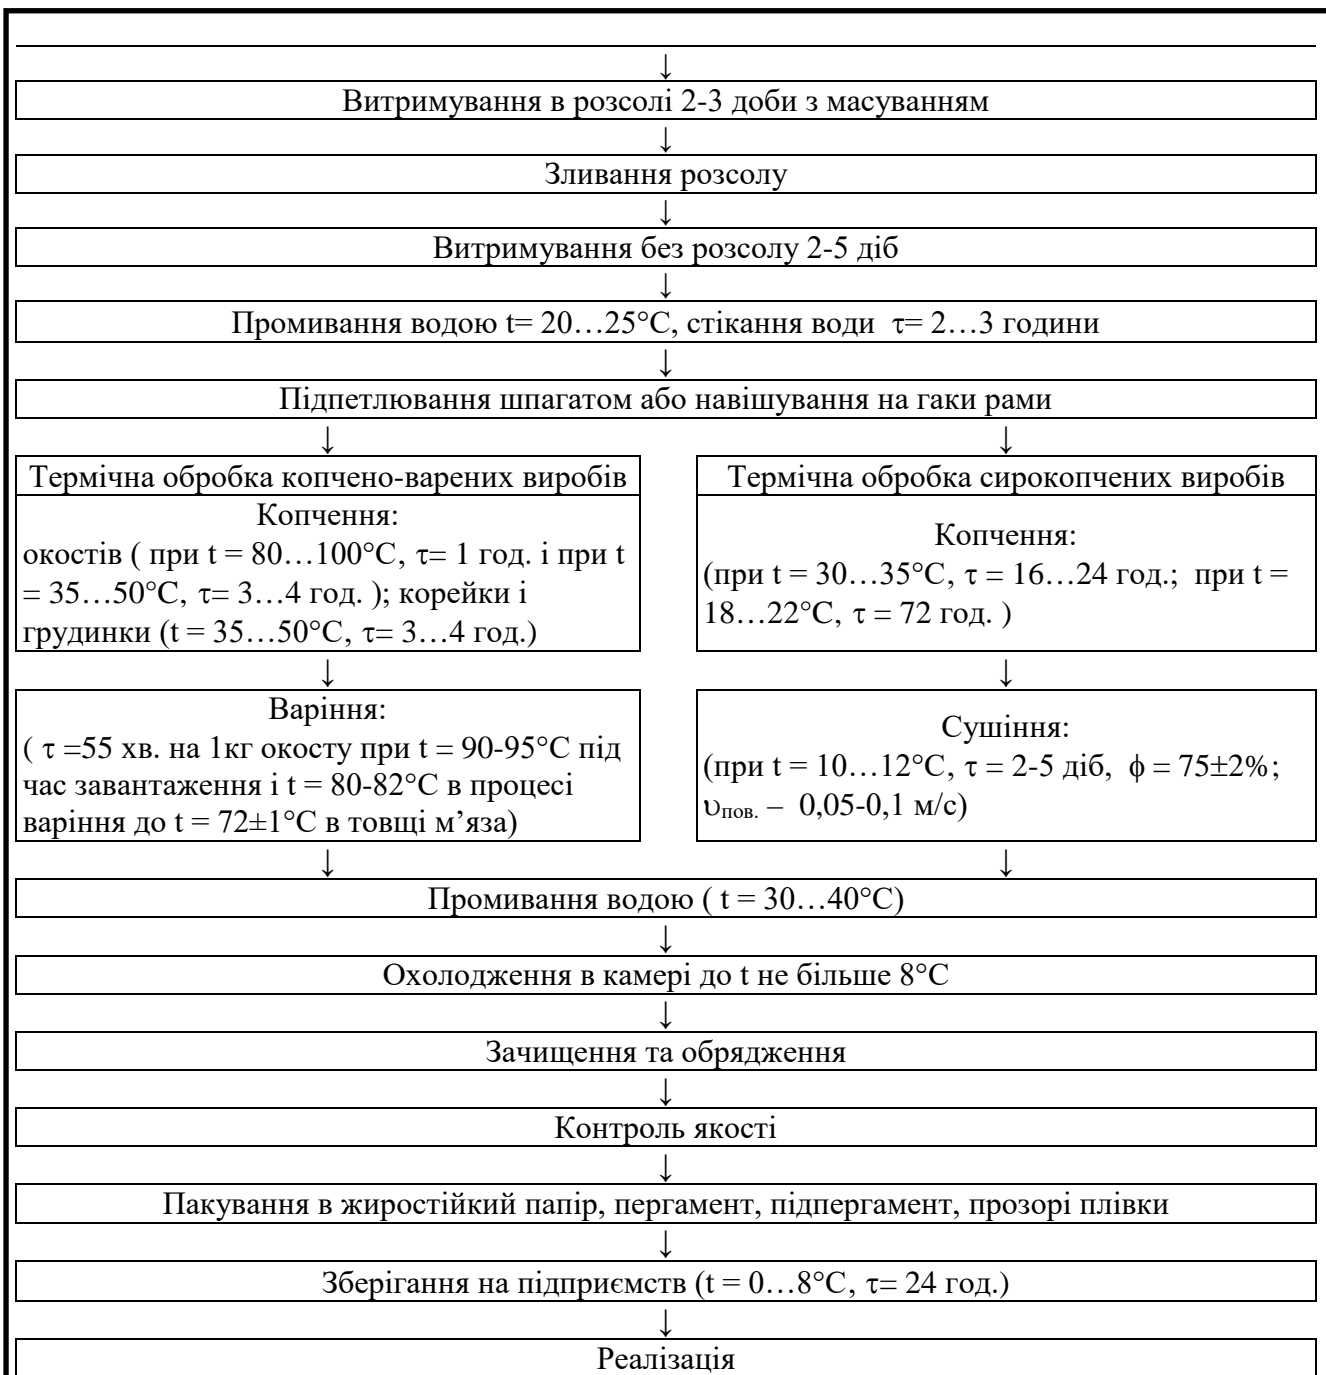 ↓
Витримування в розсолі 2-3 доби з масуванням
↓
Зливання розсолу
↓
Витримування без розсолу 2-5 діб
↓
Промивання водою t= 20…25°С, стікання води τ= 2…3 години
↓
Підпетлювання шпагатом або навішування на гаки рами
↓ ↓
Термічна обробка копчено-варених виробів
Копчення:
окостів ( при t = 80…100°С, τ= 1 год. і при t
= 35…50°С, τ= 3…4 год. ); корейки і
грудинки (t = 35…50°С, τ= 3…4 год.)
↓
Варіння:
( τ =55 хв. на 1кг окосту при t = 90-95°С під
час завантаження і t = 80-82°С в процесі
варіння до t = 72±1°С в товщі м’яза)
↓
Термічна обробка сирокопчених виробів
Копчення:
(при t = 30…35°С, τ = 16…24 год.; при t =
18…22°С, τ = 72 год. )
↓
Сушіння:
(при t = 10…12°С, τ = 2-5 діб, ϕ = 75±2%;
υпов. – 0,05-0,1 м/с)
↓
Промивання водою ( t = 30…40°С)
↓
Охолодження в камері до t не більше 8°С
↓
Зачищення та обрядження
↓
Контроль якості
↓
Пакування в жиростійкий папір, пергамент, підпергамент, прозорі плівки
↓
Зберігання на підприємств (t = 0…8°С, τ= 24 год.)
↓
Реалізація